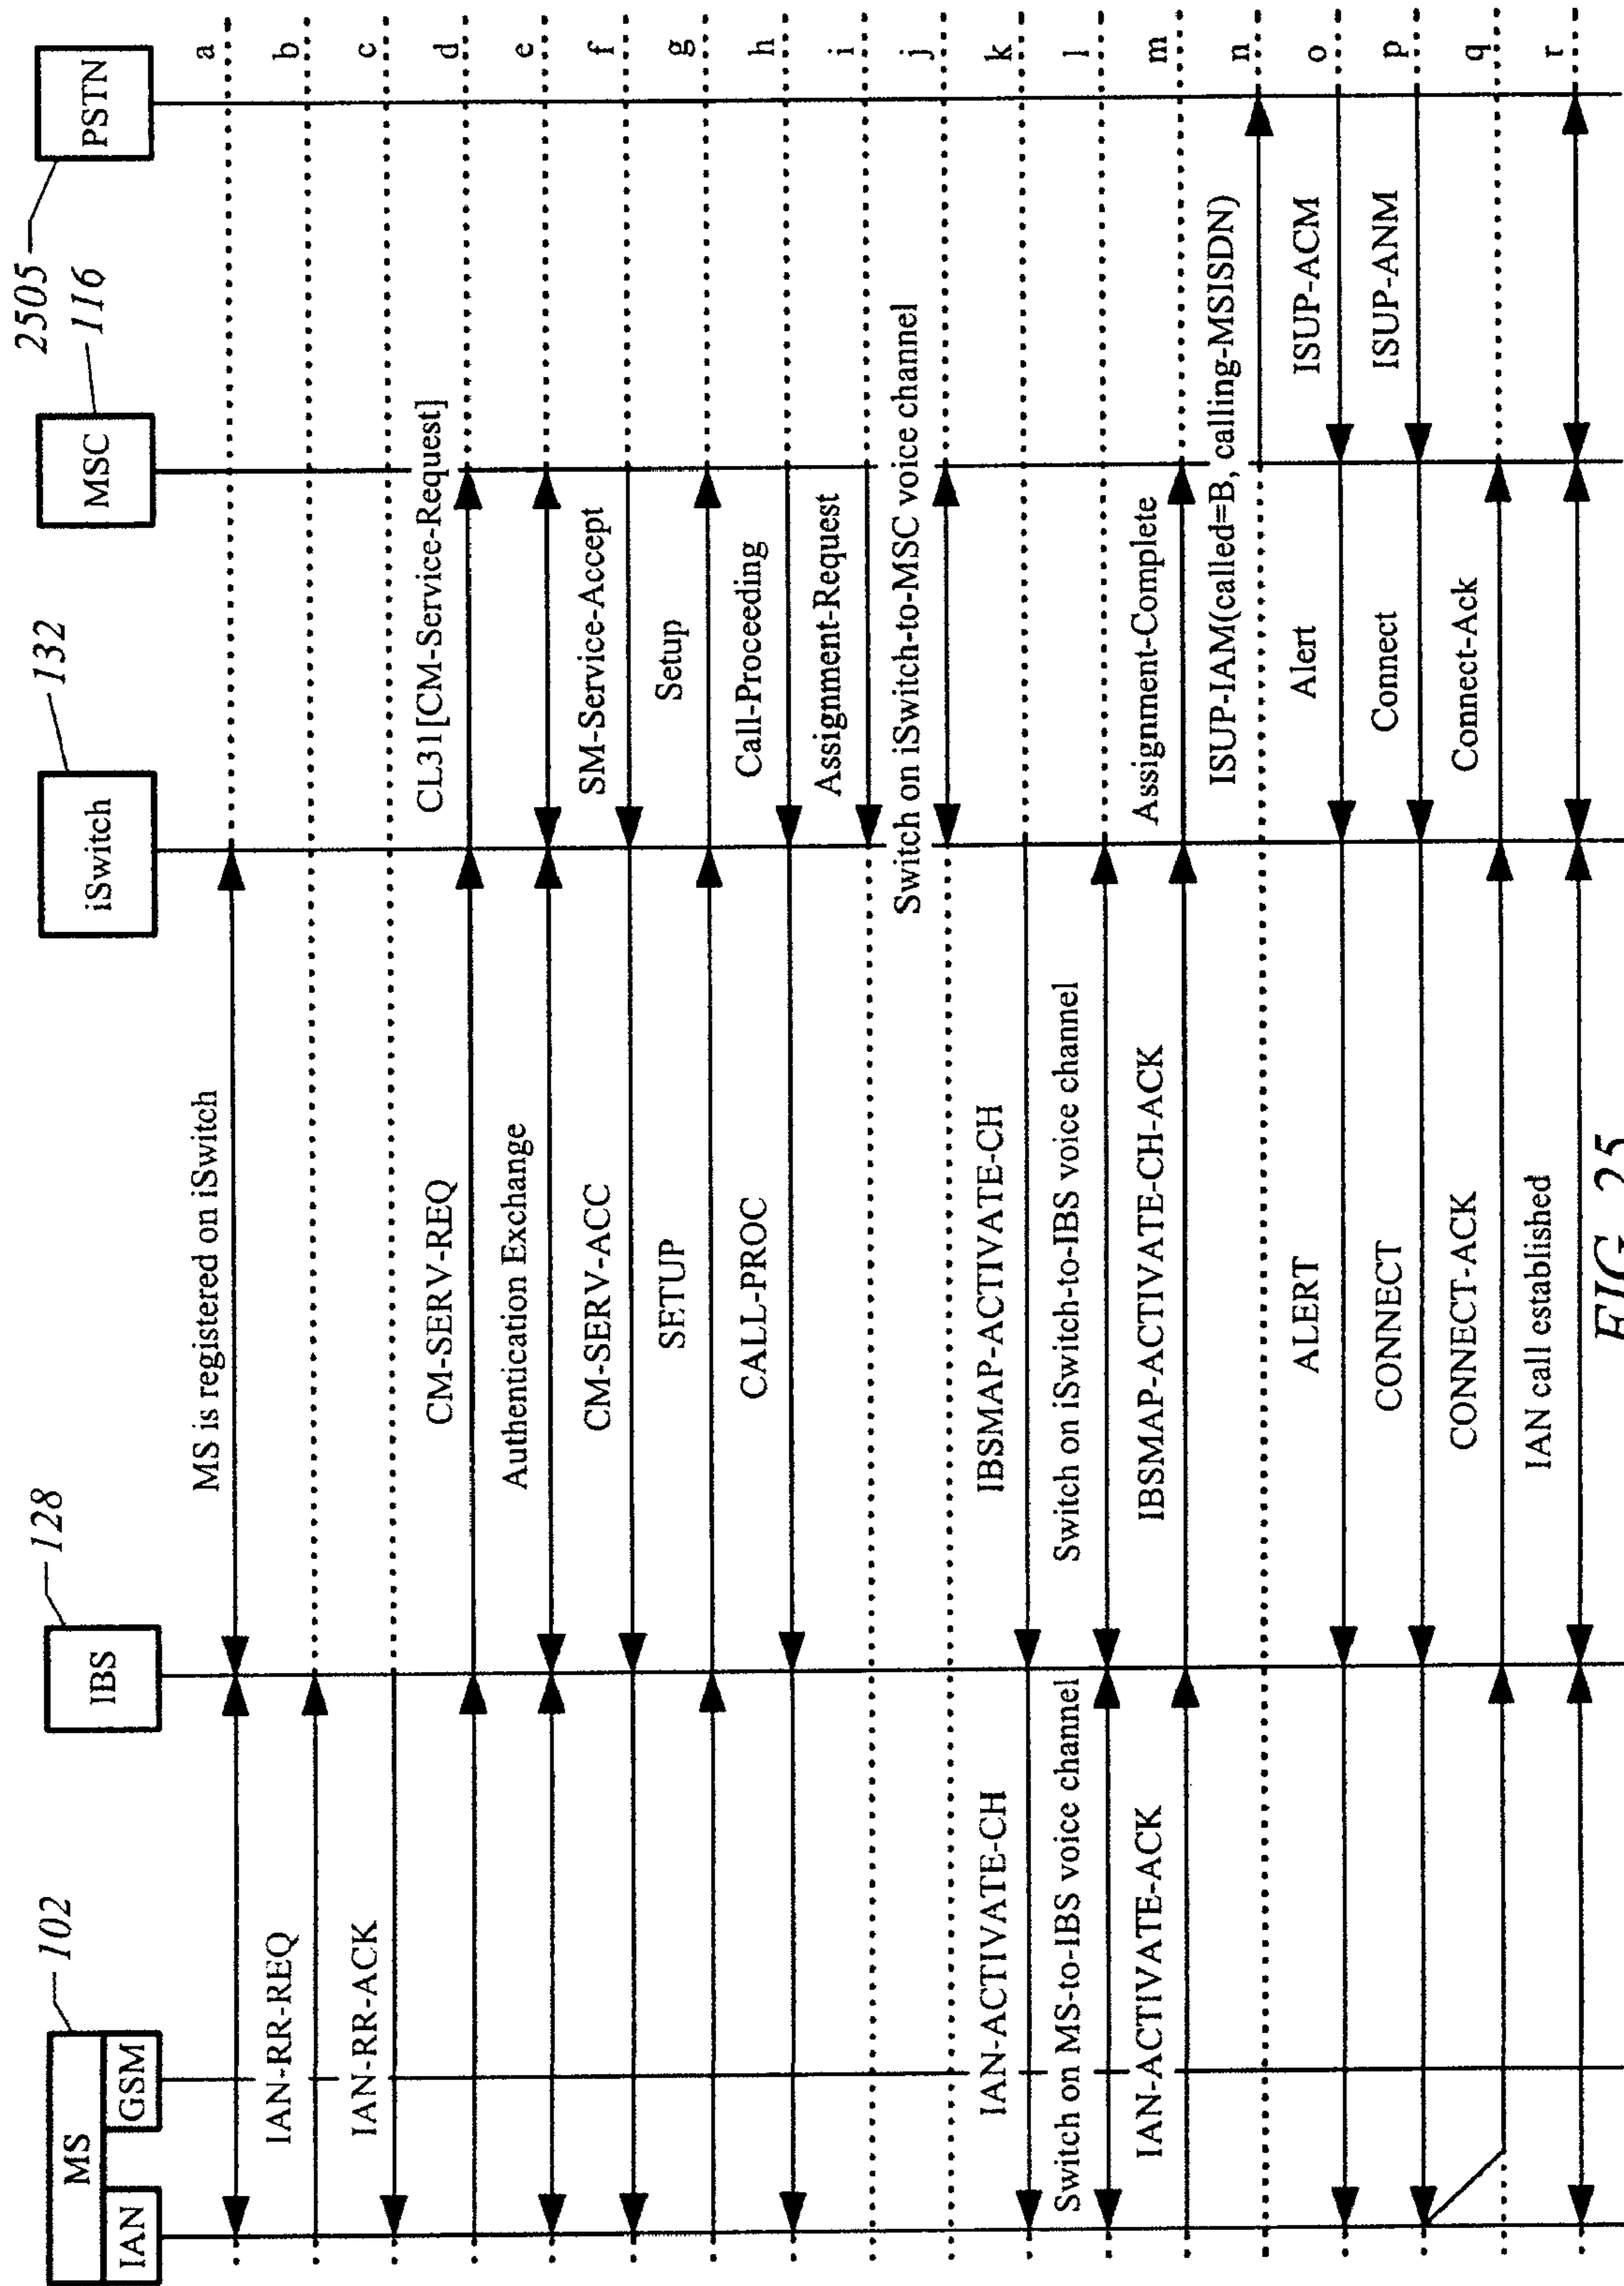 102
128
132
2505
116
MS
IAN
GSM
IBS
iSwitch
MSC
PSTN
MS is registered on iSwitch
a
IAN-RR-REQ
b
IAN-RR-ACK
c
CM-SERV-REQ
CL31[CM-Service-Request]
d
Authentication Exchange
e
CM-SERV-ACC
SM-Service-Accept
f
SETUP
Setup
g
CALL-PROC
Call-Proceeding
h
Assignment-Request
i
Switch on iSwitch-to-MSC voice channel
j
IAN-ACTIVATE-CH
IBSMAP-ACTIVATE-CH
k
Switch on MS-to-IBS voice channel
Switch on iSwitch-to-IBS voice channel
l
IAN-ACTIVATE-ACK
IBSMAP-ACTIVATE-CH-ACK
Assignment-Complete
m
ISUP-IAM(called=B, calling-MSISDN)
n
ALERT
Alert
ISUP-ACM
o
CONNECT
Connect
ISUP-ANM
p
CONNECT-ACK
Connect-Ack
q
IAN call established
r
FIG. 25